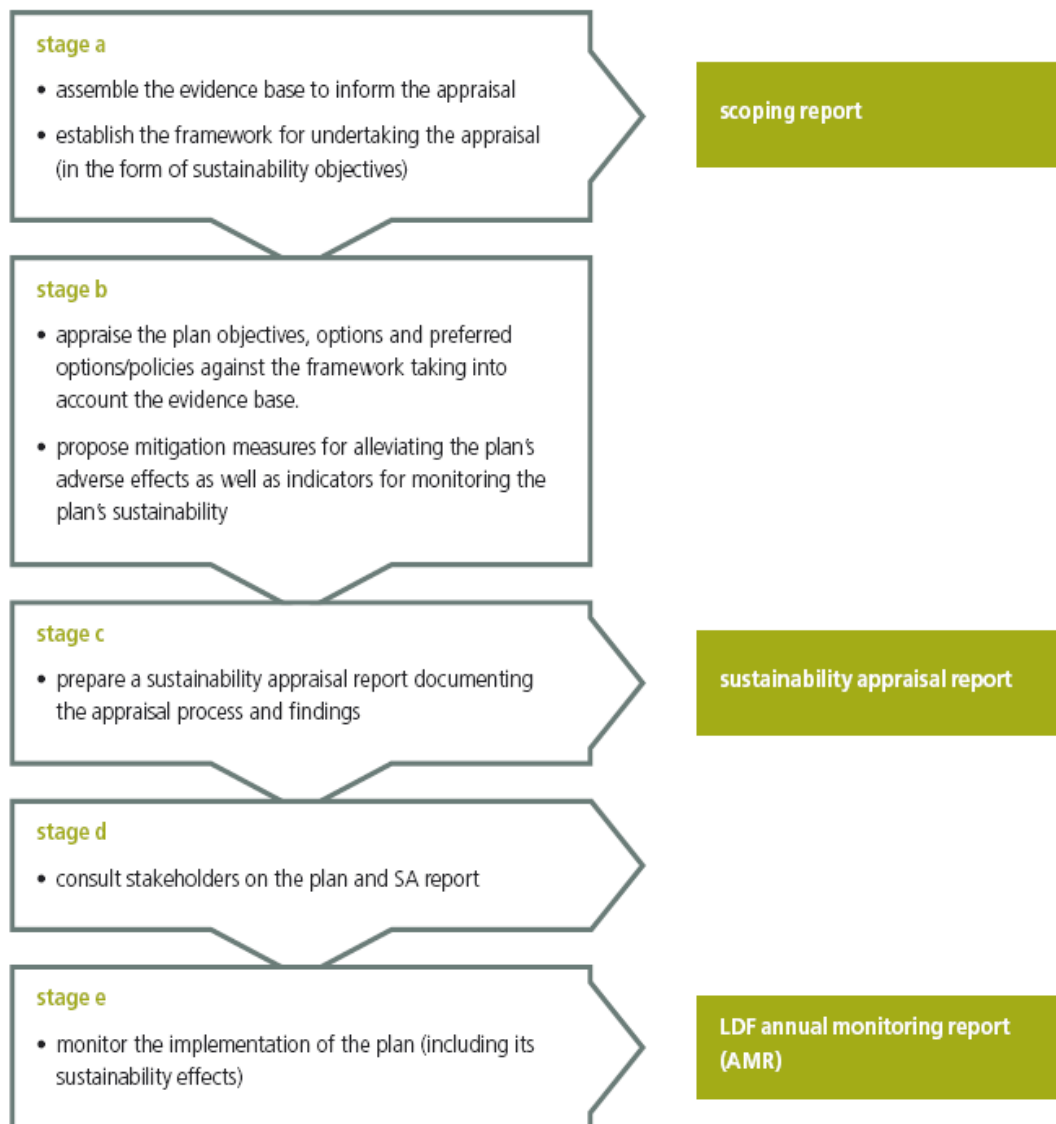 stage a
• assemble the evidence base to inform the appraisal
• establish the framework for undertaking the appraisal
(in the form of sustainability objectives)
scoping report
stage b
• appraise the plan objectives, options and preferred
options/policies against the framework taking into
account the evidence base.
• propose mitigation measures for alleviating the plan's
adverse effects as well as indicators for monitoring the
plan's sustainability
stage c
• prepare a sustainability appraisal report documenting
the appraisal process and findings
sustainability appraisal report
stage d
• consult stakeholders on the plan and SA report
stage e
• monitor the implementation of the plan (including its
sustainability effects)
LDF annual monitoring report
(AMR)